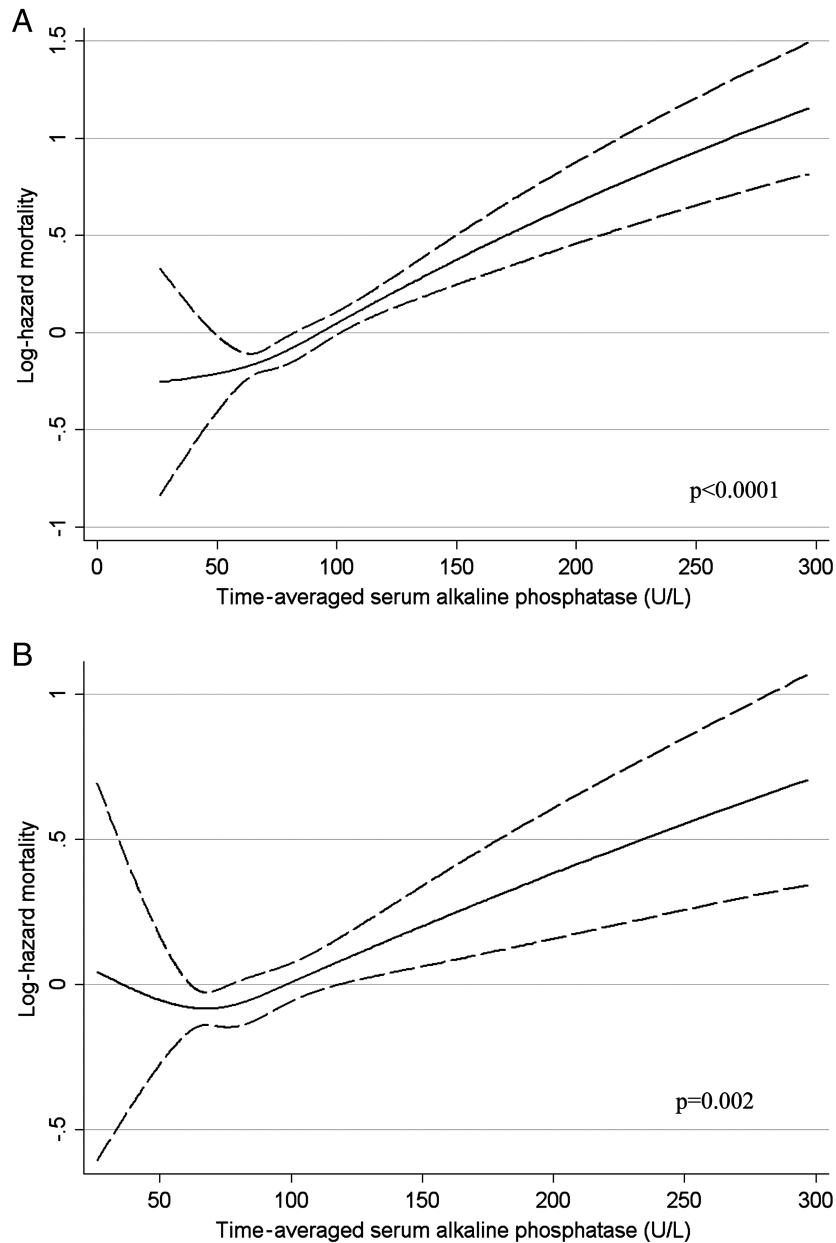 A
1.5
1
.5
0
-.5
-1
Log-hazard mortality
p<0.0001
0 50 100 150 200 250 300
Time-averaged serum alkaline phosphatase (U/L)
B
1
.5
0
-.5
Log-hazard mortality
p=0.002
50 100 150 200 250 300
Time-averaged serum alkaline phosphatase (U/L)